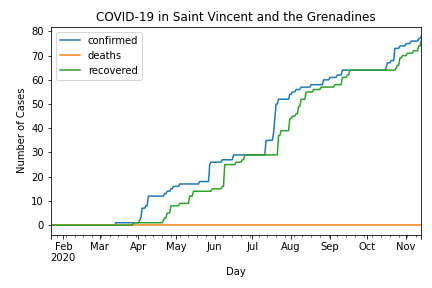 COVID-19 in Saint Vincent and the Grenadines
confirmed
deaths
recovered
Number of Cases
80
70
60
50
40
30
20
10
0
Feb Mar Apr May Jun Jul Aug Sep Oct Nov
2020
Day